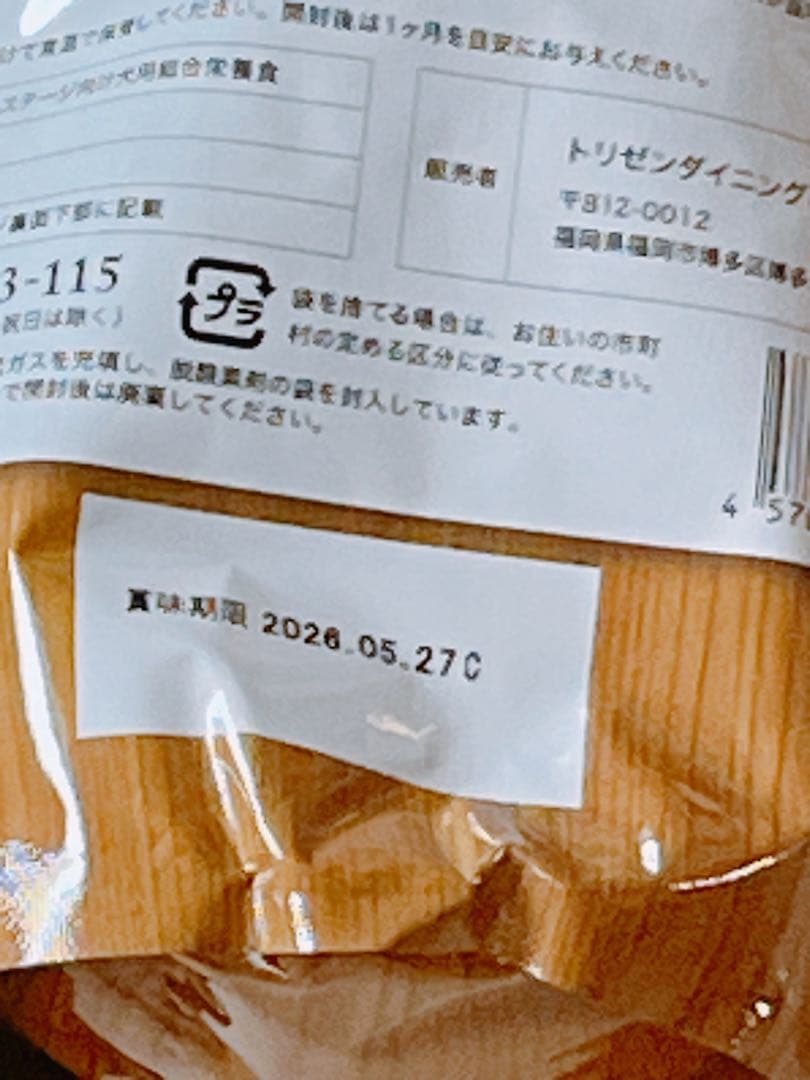 けて常温で保存してください。開封後は1ヶ月を目安にお与えください。
ステージ向け犬用総合栄養食
裏面下部に記載
販売者
トリゼンダイニング
〒812-0012
福岡県福岡市博多区博多
3-115
祝日は除く）
プラ
袋を捨てる場合は、お住いの市町
村の定める区分に従ってください。
ガスを充填し、脱酸素剤の袋を封入しています。
で開封後は廃棄してください。
4 57
賞味期限 2026.05.27C